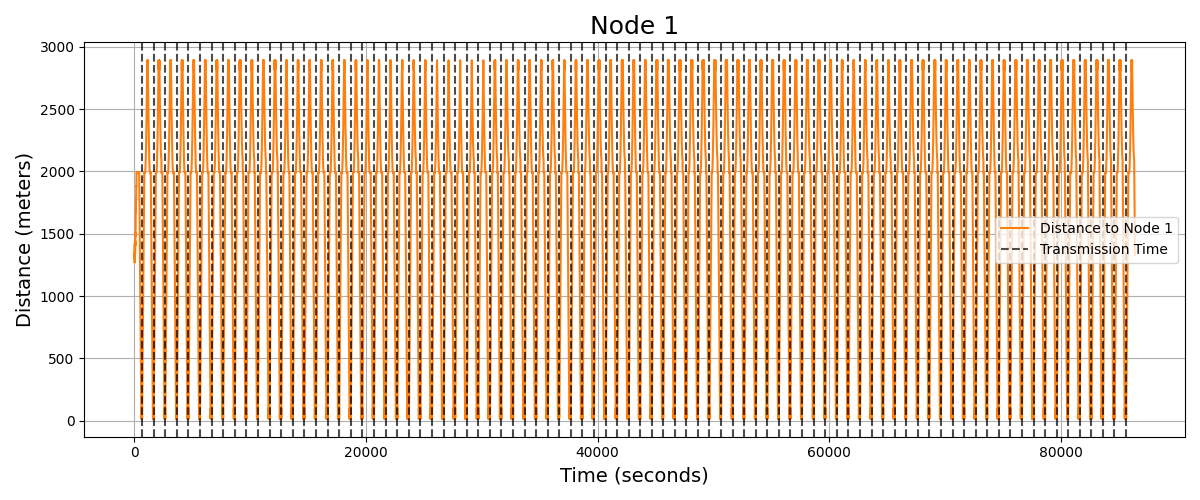 Node 1
Distance (meters)
3000
2500
2000
1500
1000
500
0
Distance to Node 1
Transmission Time
0 20000 40000 60000 80000
Time (seconds)